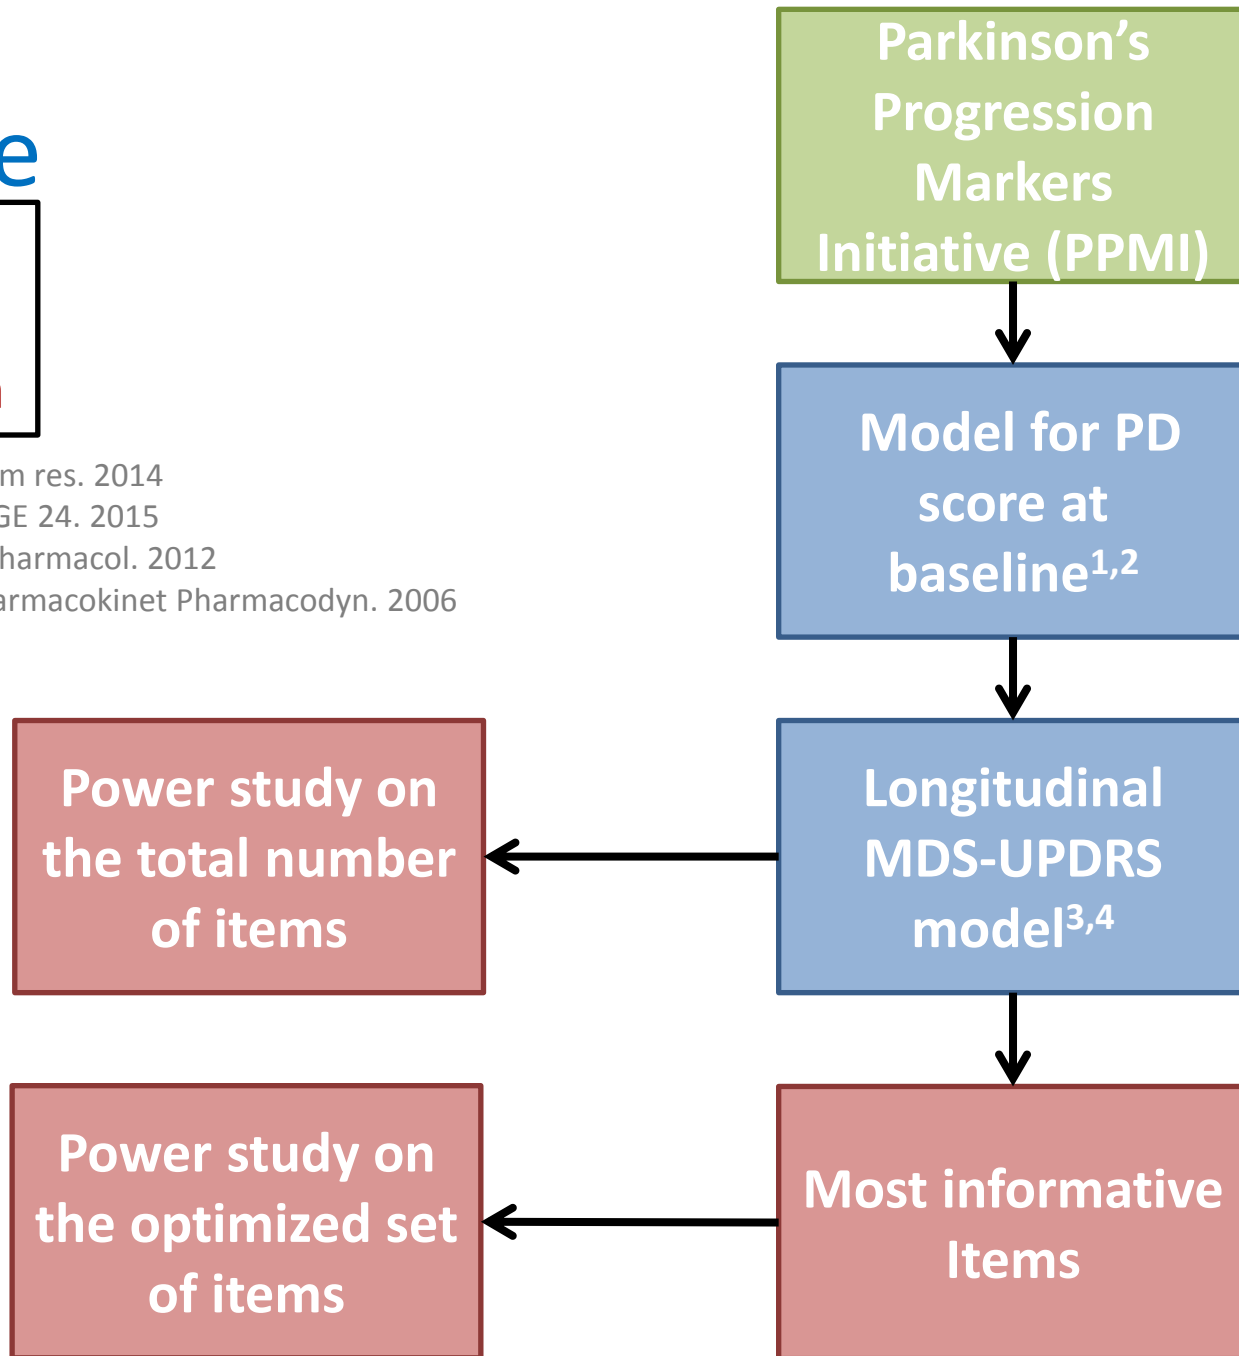 Parkinson’s
Progression
Markers
Initiative (PPMI)
e
m res. 2014
GE 24. 2015
harmacol. 2012
armacokinet Pharmacodyn. 2006
Model for PD
score at
baseline1,2
Power study on
the total number
of items
Longitudinal
MDS-UPDRS
model3,4
Power study on
the optimized set
of items
Most informative
Items